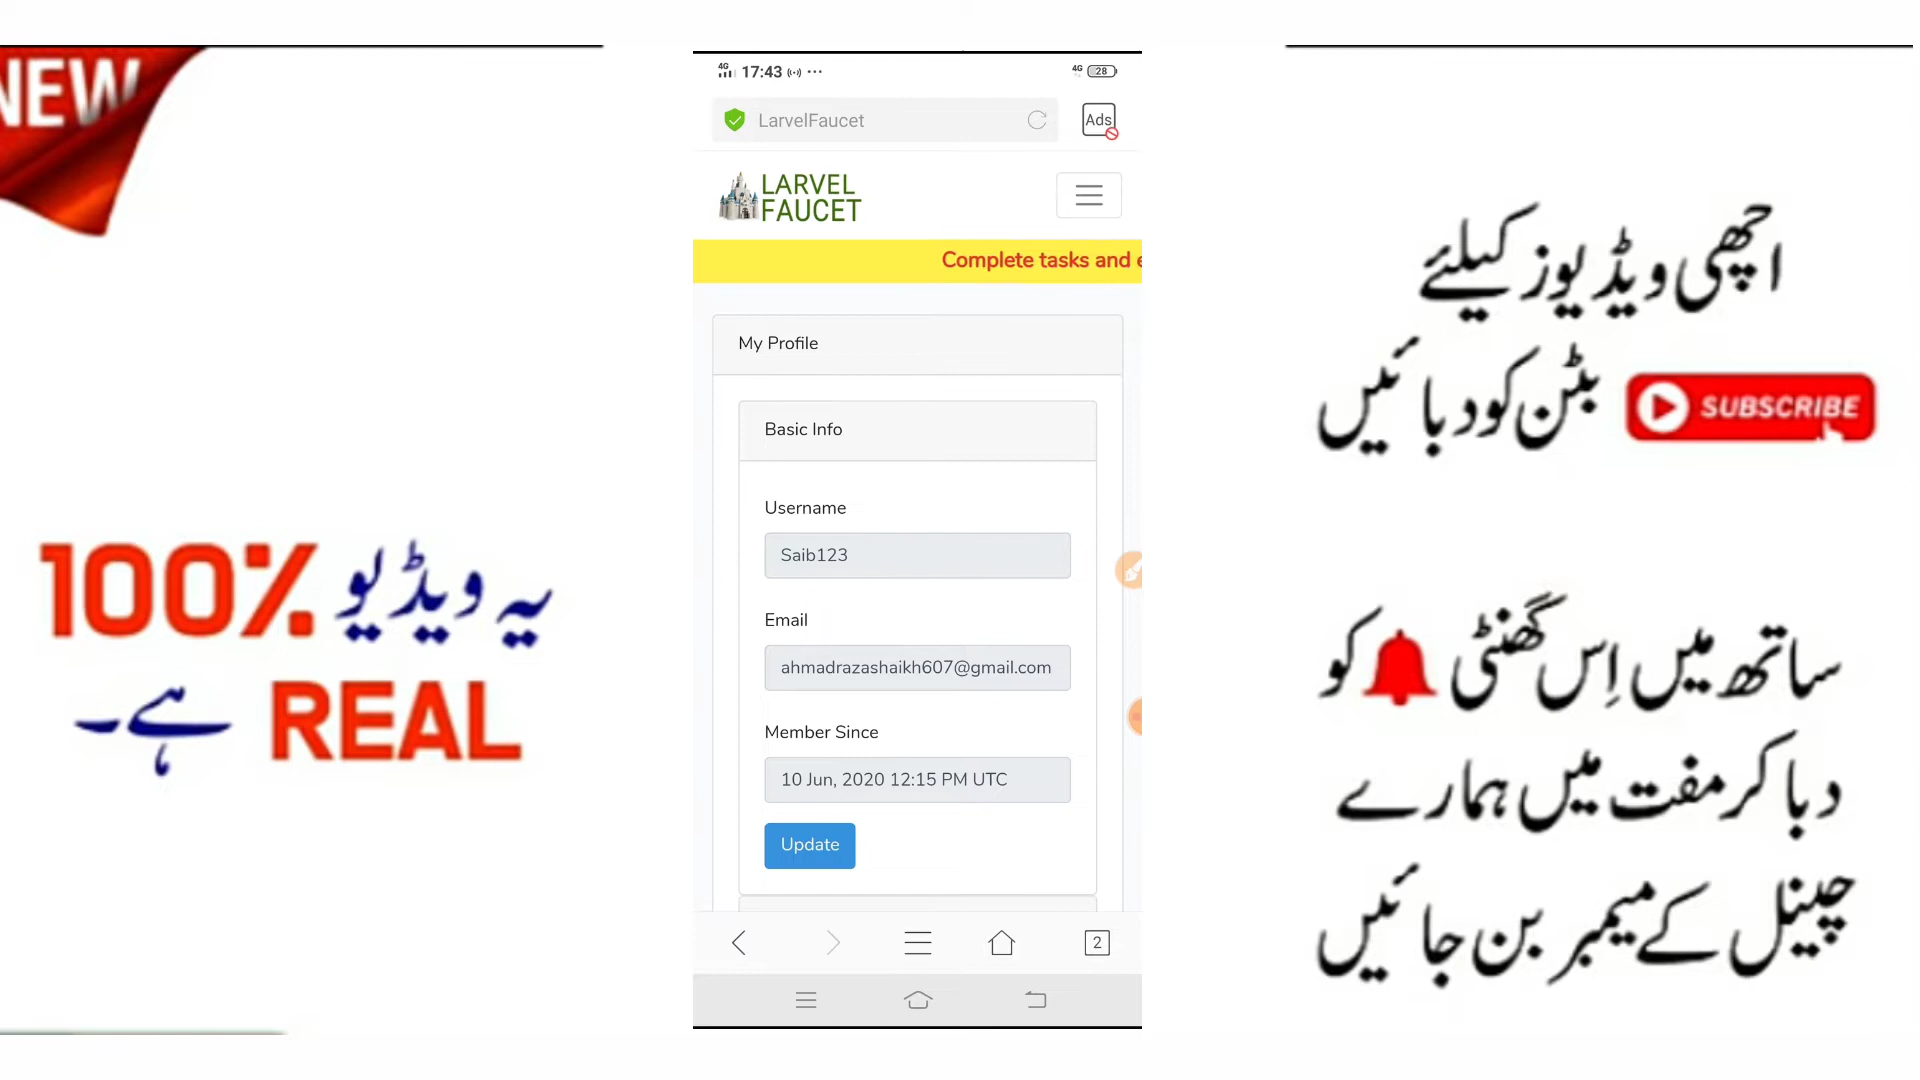 NEW
یہ ویڈیو 100%
REAL ہے۔
4G 17:43
4G 28
LarvelFaucet
Ads
LARVEL
FAUCET
Complete tasks and e
My Profile
Basic Info
Username
Saib123
Email
ahmadrazashaikh607@gmail.com
Member Since
10 Jun, 2020 12:15 PM UTC
Update
2
اچھی ویڈیوز کیلئے
SUBSCRIBE بٹن کو دبائیں
ساتھ میں اِس گھنٹی کو
دبا کر مفت میں ہمارے
چینل کے میمبر بن جائیں